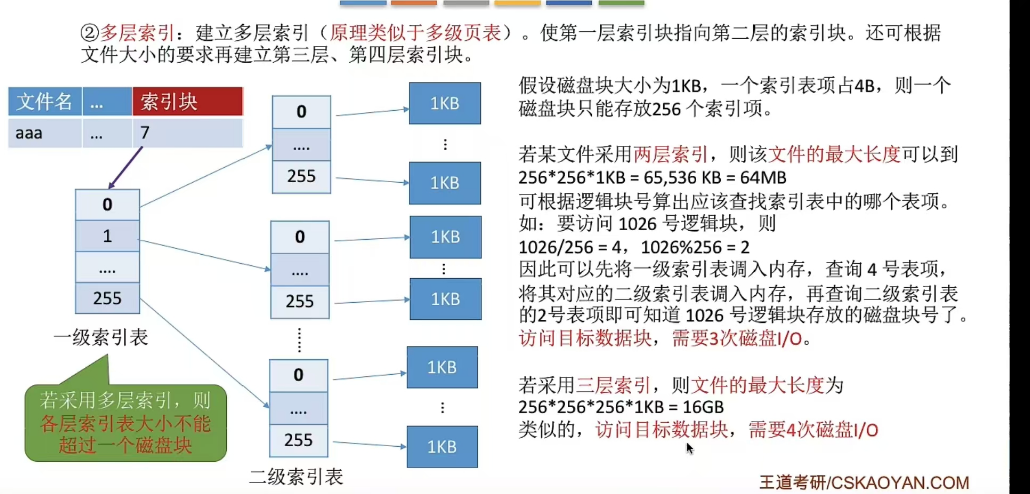 ②多层索引：建立多层索引（原理类似于多级页表）。使第一层索引块指向第二层的索引块。还可根据
文件大小的要求再建立第三层、第四层索引块。
文件名 ... 索引块
aaa ... 7
0
1
....
255
一级索引表
若采用多层索引，则
各层索引表大小不能
超过一个磁盘块
0
....
255
0
....
255
0
....
255
二级索引表
1KB
1KB
1KB
1KB
1KB
1KB
假设磁盘块大小为1KB，一个索引表项占4B，则一个
磁盘块只能存放256 个索引项。
若某文件采用两层索引，则该文件的最大长度可以到
256*256*1KB = 65,536 KB = 64MB
可根据逻辑块号算出应该查找索引表中的哪个表项。
如：要访问 1026 号逻辑块，则
1026/256 = 4，1026%256 = 2
因此可以先将一级索引表调入内存，查询 4 号表项，
将其对应的二级索引表调入内存，再查询二级索引表
的2号表项即可知道 1026 号逻辑块存放的磁盘块号了。
访问目标数据块，需要3次磁盘I/O。
若采用三层索引，则文件的最大长度为
256*256*256*1KB = 16GB
类似的，访问目标数据块，需要4次磁盘I/O
王道考研/CSKAOYAN.COM